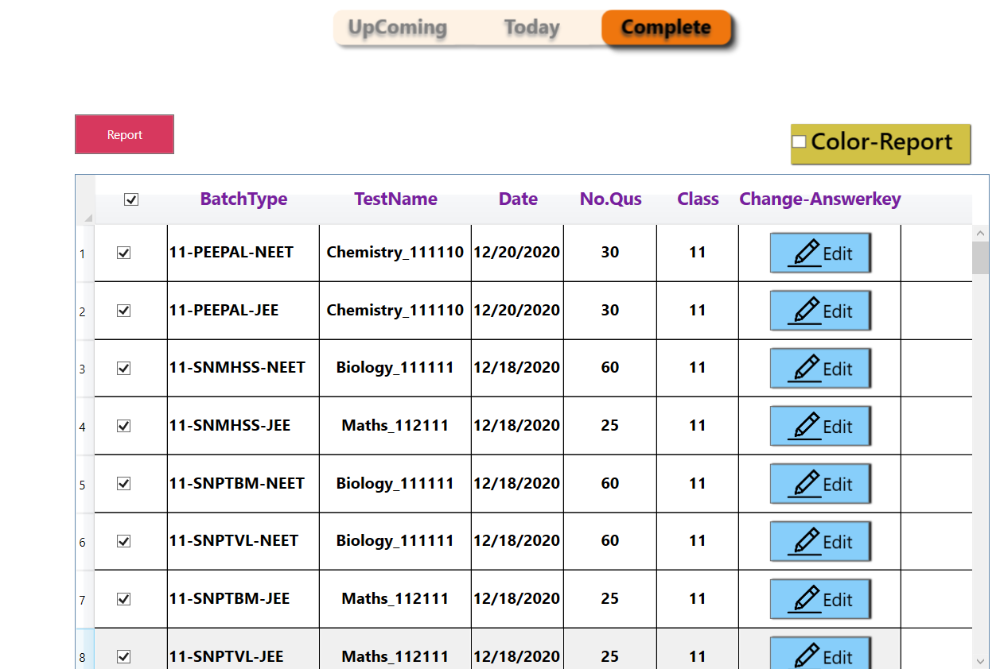 UpComing Today Complete
Report
Color-Report
BatchType TestName Date No.Qus Class Change-Answerkey
1 11-PEEPAL-NEET Chemistry_111110 12/20/2020 30 11 Edit
2 11-PEEPAL-JEE Chemistry_111110 12/20/2020 30 11 Edit
3 11-SNMHSS-NEET Biology_111111 12/18/2020 60 11 Edit
4 11-SNMHSS-JEE Maths_112111 12/18/2020 25 11 Edit
5 11-SNPTBM-NEET Biology_111111 12/18/2020 60 11 Edit
6 11-SNPTVL-NEET Biology_111111 12/18/2020 60 11 Edit
7 11-SNPTBM-JEE Maths_112111 12/18/2020 25 11 Edit
8 11-SNPTVL-JEE Maths_112111 12/18/2020 25 11 Edit